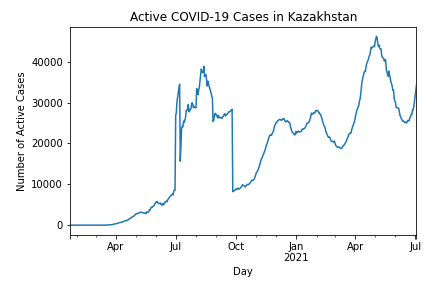 Active COVID-19 Cases in Kazakhstan
Number of Active Cases
40000
30000
20000
10000
0
Apr
Jul
Oct
Jan
2021
Apr
Jul
Day